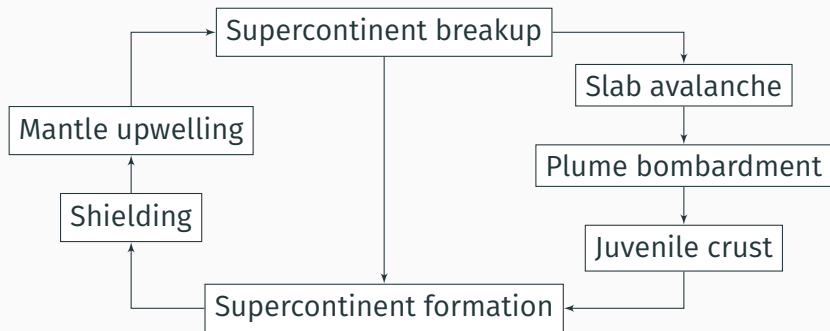 Supercontinent breakup
Slab avalanche
Mantle upwelling
Plume bombardment
Shielding
Juvenile crust
Supercontinent formation